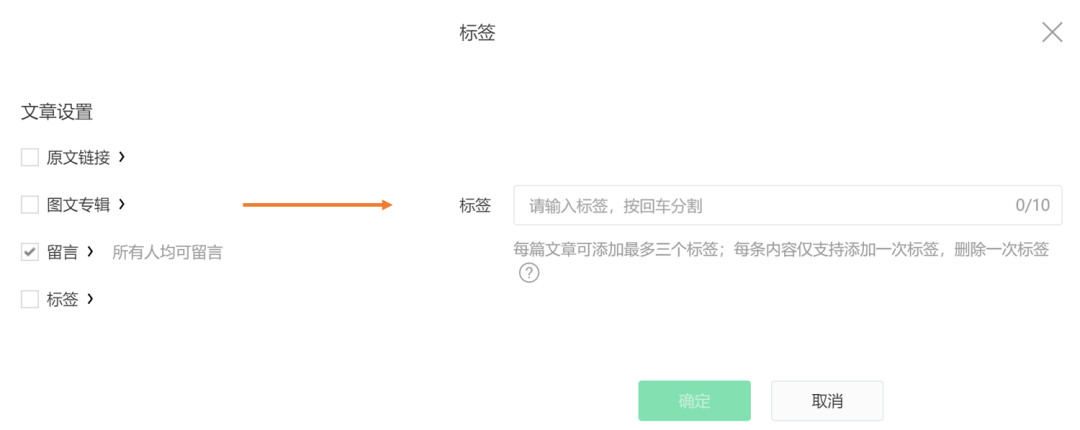 标签
文章设置
原文链接
图文专辑
留言 所有人均可留言
标签
标签 请输入标签，按回车分割 0/10
每篇文章可添加最多三个标签；每条内容仅支持添加一次标签，删除一次标签
?
确定 取消